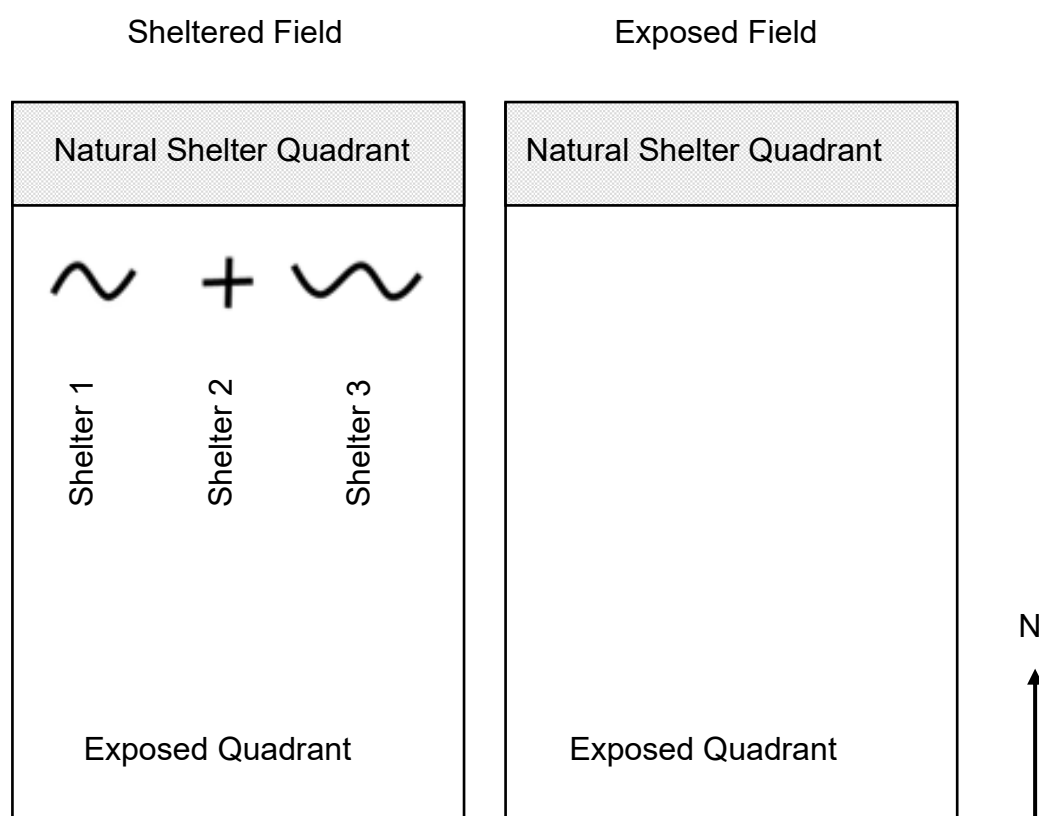 Sheltered Field
Exposed Field
Natural Shelter Quadrant
Natural Shelter Quadrant
Shelter 1
Shelter 2
Shelter 3
N
Exposed Quadrant
Exposed Quadrant